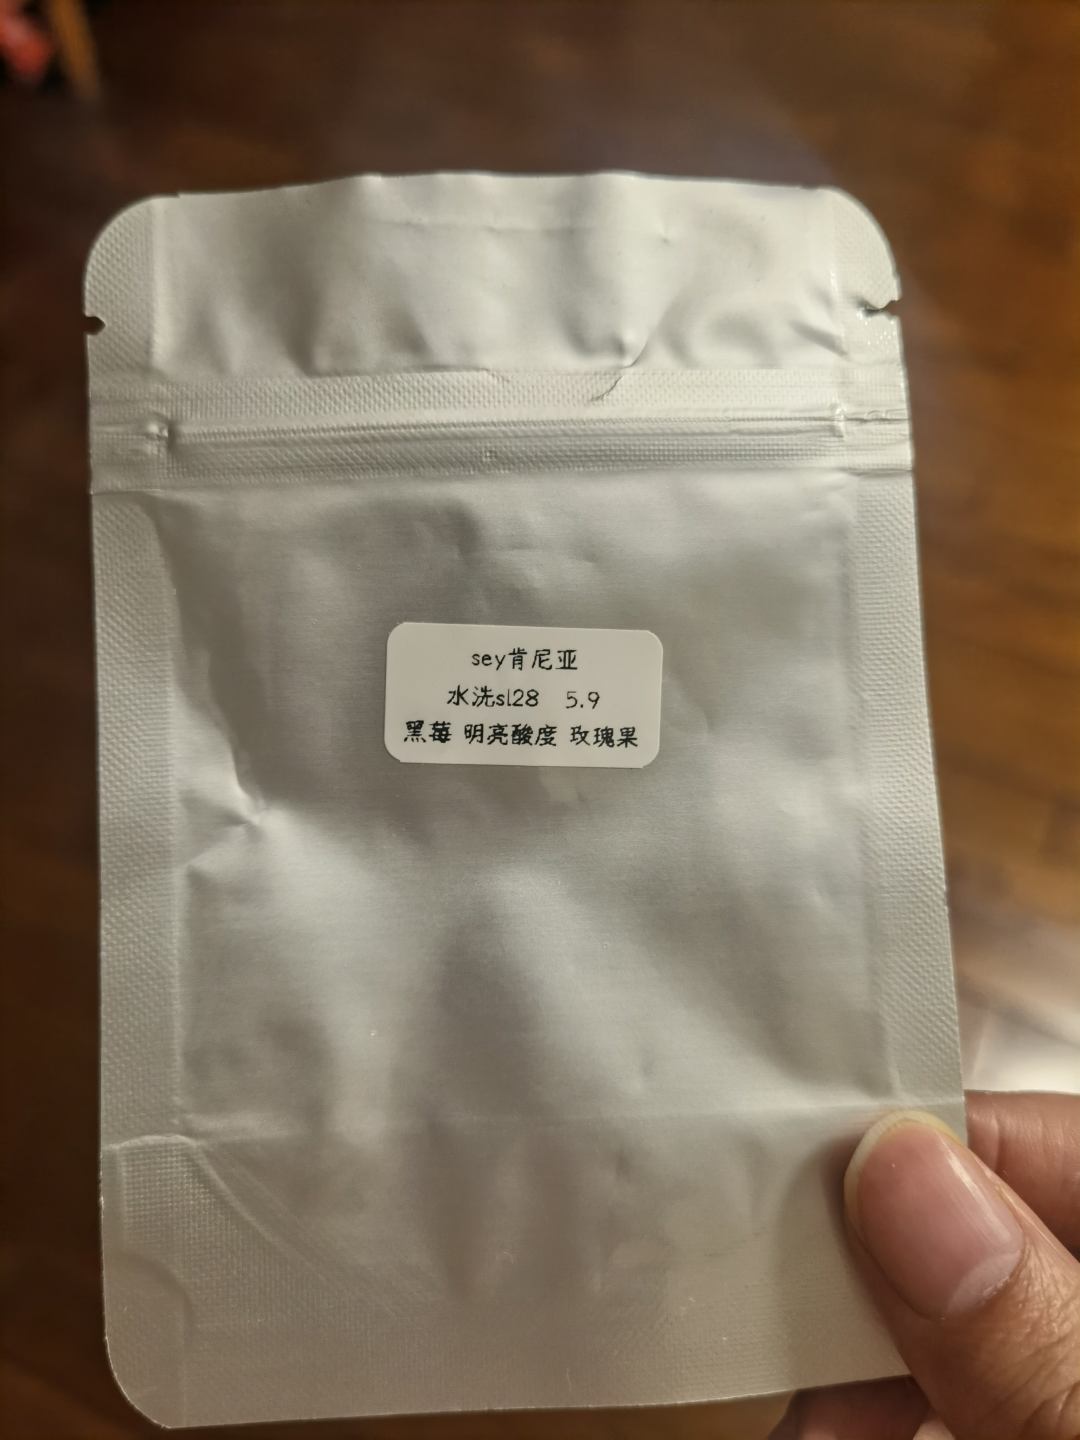 sey肯尼亚
水洗sl28 5.9
黑莓 明亮酸度 玫瑰果